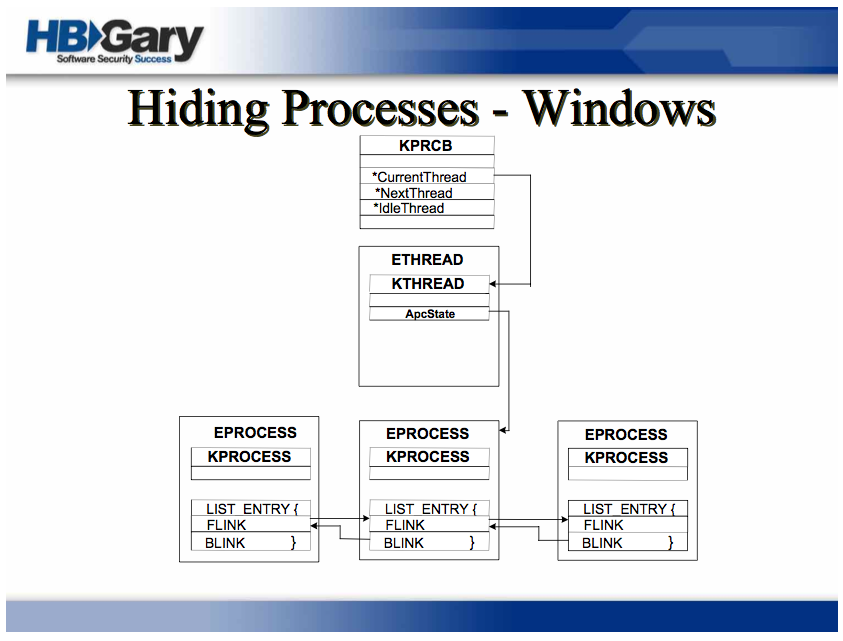 HBGary
Software Security Success
Hiding Processes - Windows
KPRCB
*CurrentThread
*NextThread
*IdleThread
ETHREAD
KTHREAD
ApcState
EPROCESS
KPROCESS
LIST_ENTRY {
FLINK
BLINK }
EPROCESS
KPROCESS
LIST_ENTRY {
FLINK
BLINK }
EPROCESS
KPROCESS
LIST_ENTRY {
FLINK
BLINK }